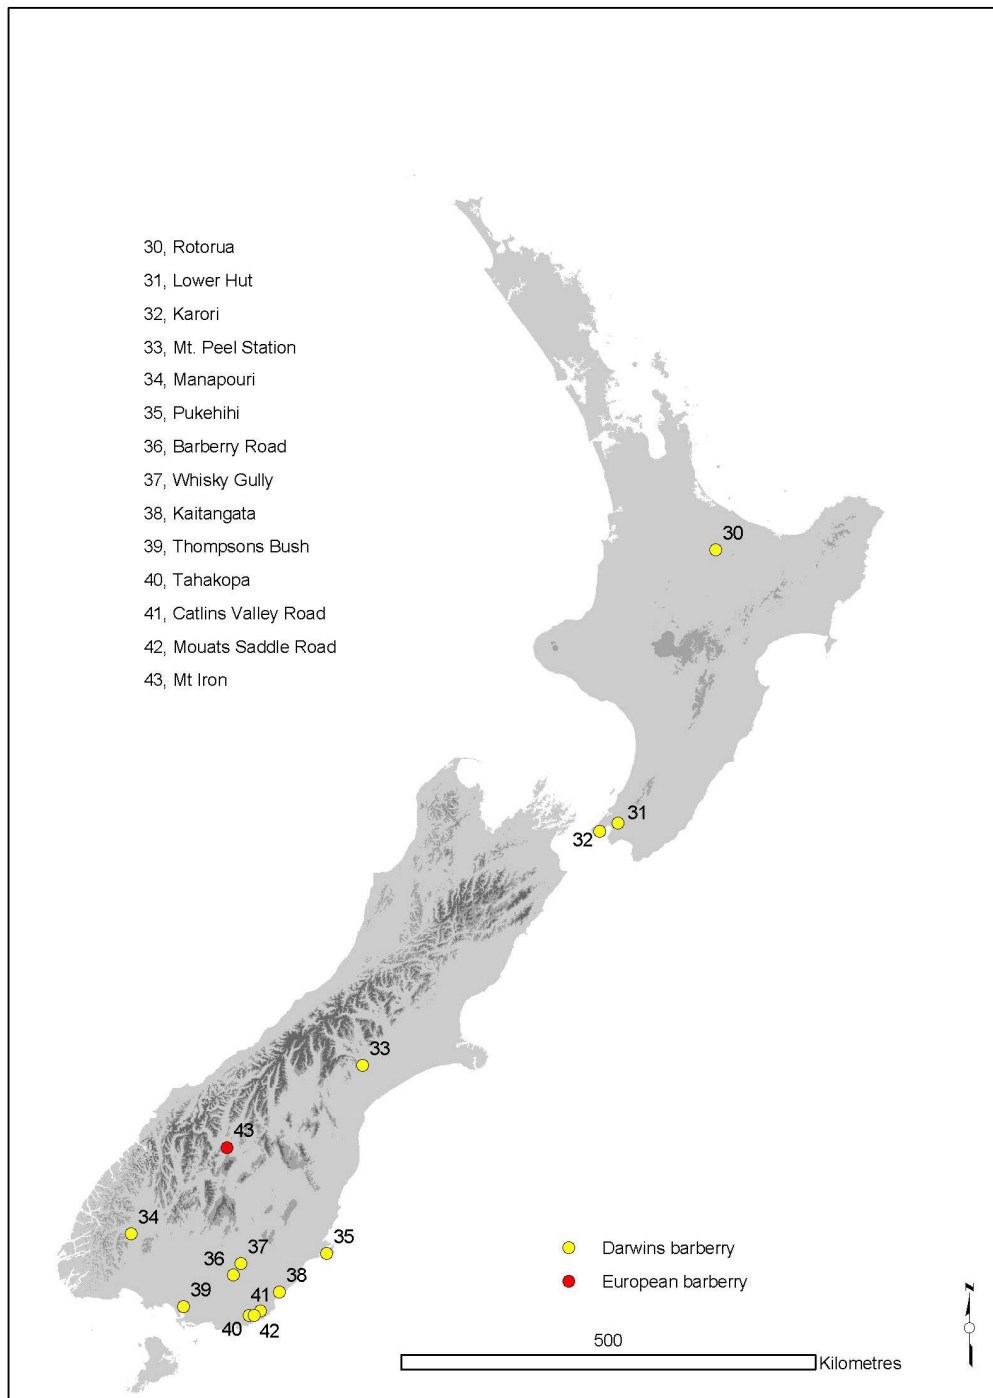 30, Rotorua
31, Lower Hut
32, Karori
33, Mt. Peel Station
34, Manapouri
35, Pukehihi
36, Barberry Road
37, Whisky Gully
38, Kaitangata
39, Thompsons Bush
40, Tahakopa
41, Catlins Valley Road
42, Mouats Saddle Road
43, Mt Iron
30
31
32
33
43
34
35
37
36
38
39
41
40
42
Darwins barberry
European barberry
N
500
Kilometres